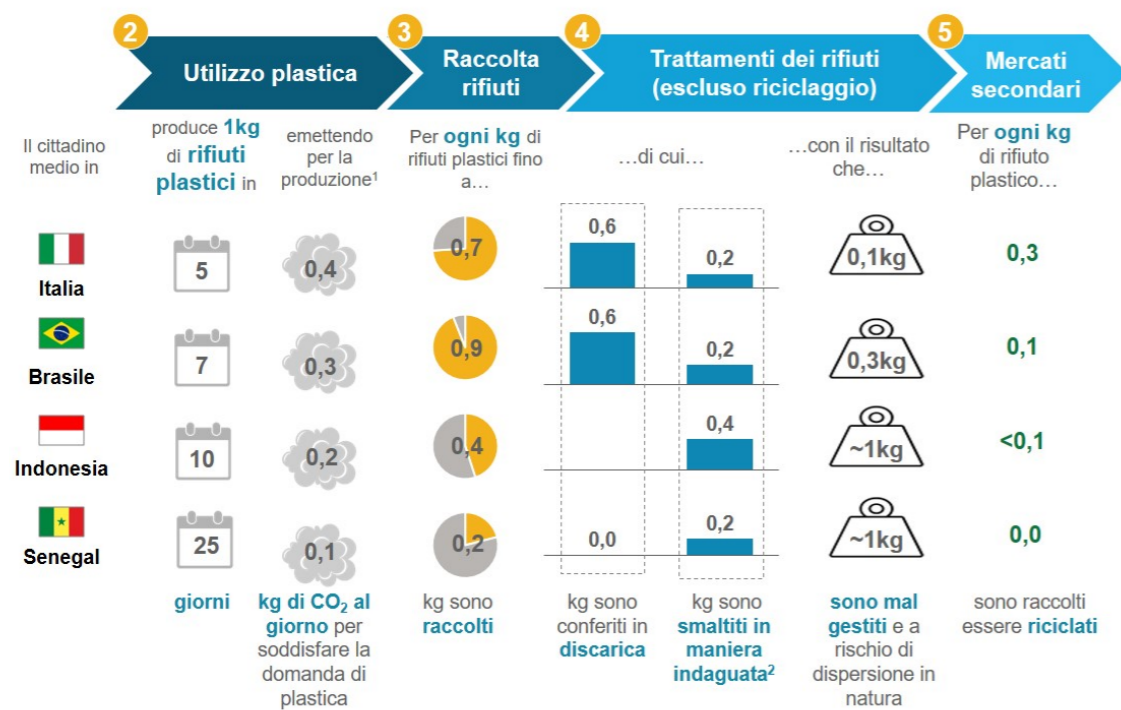 2
3
4
5
Utilizzo plastica
Raccolta
rifiuti
Trattamenti dei rifiuti
(escluso riciclaggio)
Mercati
secondari
Il cittadino
medio in
produce 1kg
di rifiuti
plastici in
emettendo
per la
produzione¹
Per ogni kg di
rifiuti plastici fino
a…
…di cui…
…con il risultato
che…
Per ogni kg
di rifiuto
plastico…
Italia
5
0,4
0,7
0,6
0,2
0,1kg
0,3
Brasile
7
0,3
0,9
0,6
0,2
0,3kg
0,1
Indonesia
10
0,2
0,4
0,4
~1kg
<0,1
Senegal
25
0,1
0,2
0,0
0,2
~1kg
0,0
giorni
kg di CO₂ al
giorno per
soddisfare la
domanda di
plastica
kg sono
raccolti
kg sono
conferiti in
discarica
kg sono
smaltiti in
maniera
indaguata²
sono mal
gestiti e a
rischio di
dispersione in
natura
sono raccolti
essere riciclati